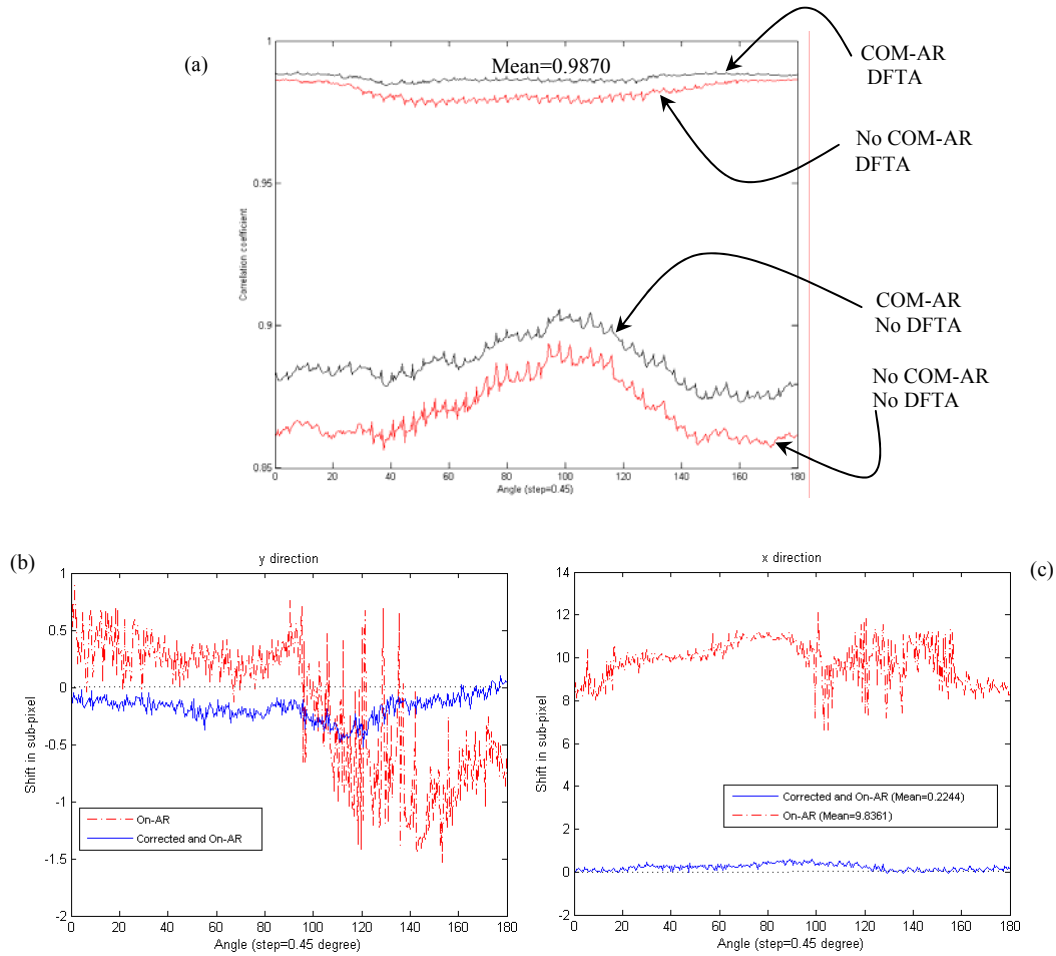 (a)
Mean=0.9870
COM-AR
DFTA
No COM-AR
DFTA
COM-AR
No DFTA
No COM-AR
No DFTA
Correlation coefficient
1
0.95
0.9
0.85
0 20 40 60 80 100 120 140 160 180
Angle (step=0.45)
(b)
y direction
Shift in sub-pixel
1
0.5
0
-0.5
-1
-1.5
-2
On-AR
Corrected and On-AR
0 20 40 60 80 100 120 140 160 180
Angle (step=0.45 degree)
(c)
x direction
Shift in sub-pixel
14
12
10
8
6
4
2
0
-2
Corrected and On-AR (Mean=0.2244)
On-AR (Mean=9.8361)
0 20 40 60 80 100 120 140 160 180
Angle (step=0.45 degree)